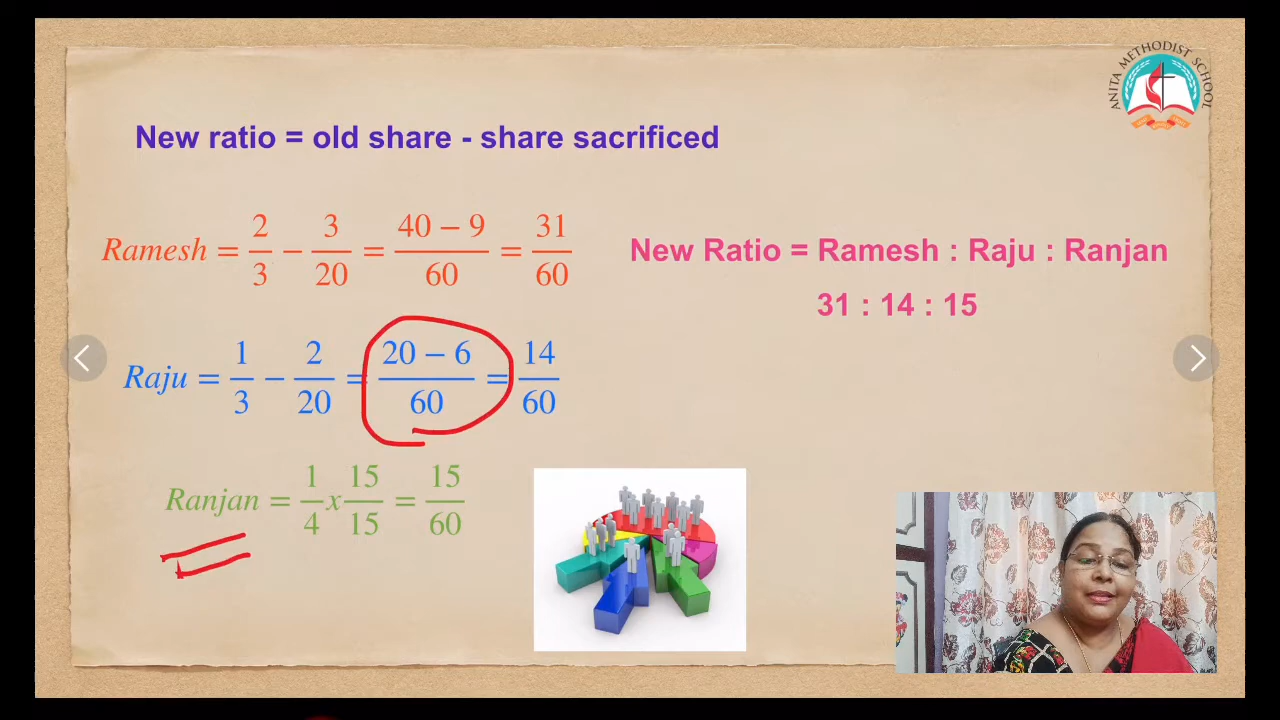 ANITA METHODIST SCHOOL
New ratio = old share - share sacrificed
Ramesh = 2/3 − 3/20 = 40 − 9/60 = 31/60
New Ratio = Ramesh : Raju : Ranjan
31 : 14 : 15
Raju = 1/3 − 2/20 = 20 − 6/60 = 14/60
Ranjan = 1/4 x 15/15 = 15/60